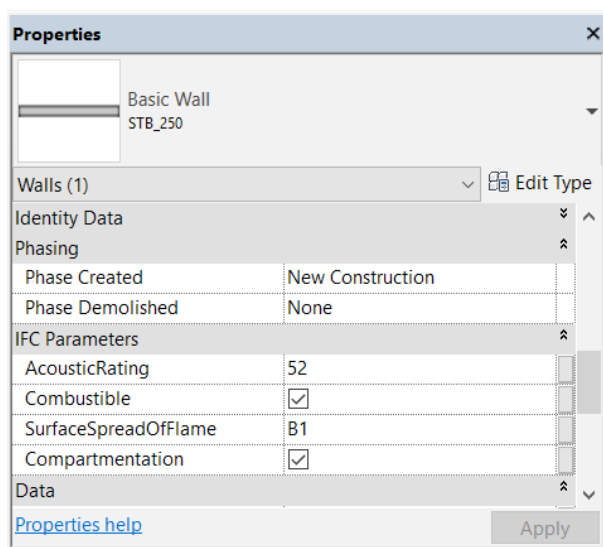 Properties
Basic Wall
STB_250
Walls (1) Edit Type
Identity Data
Phasing
Phase Created New Construction
Phase Demolished None
IFC Parameters
AcousticRating 52
Combustible
SurfaceSpreadOfFlame B1
Compartmentation
Data
Properties help Apply